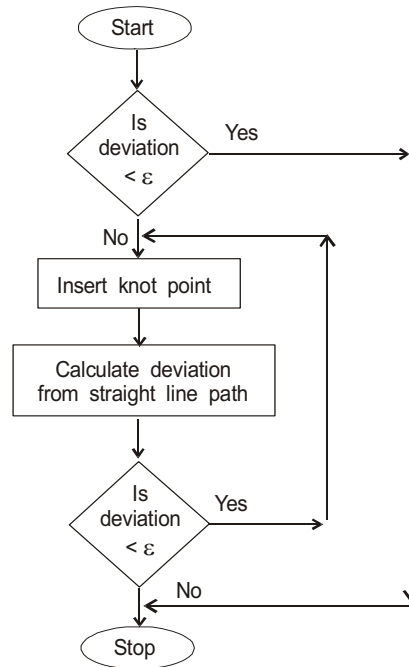 Start
Is
deviation
< ε
Yes
No
Insert knot point
Calculate deviation
from straight line path
Is
deviation
< ε
Yes
No
Stop